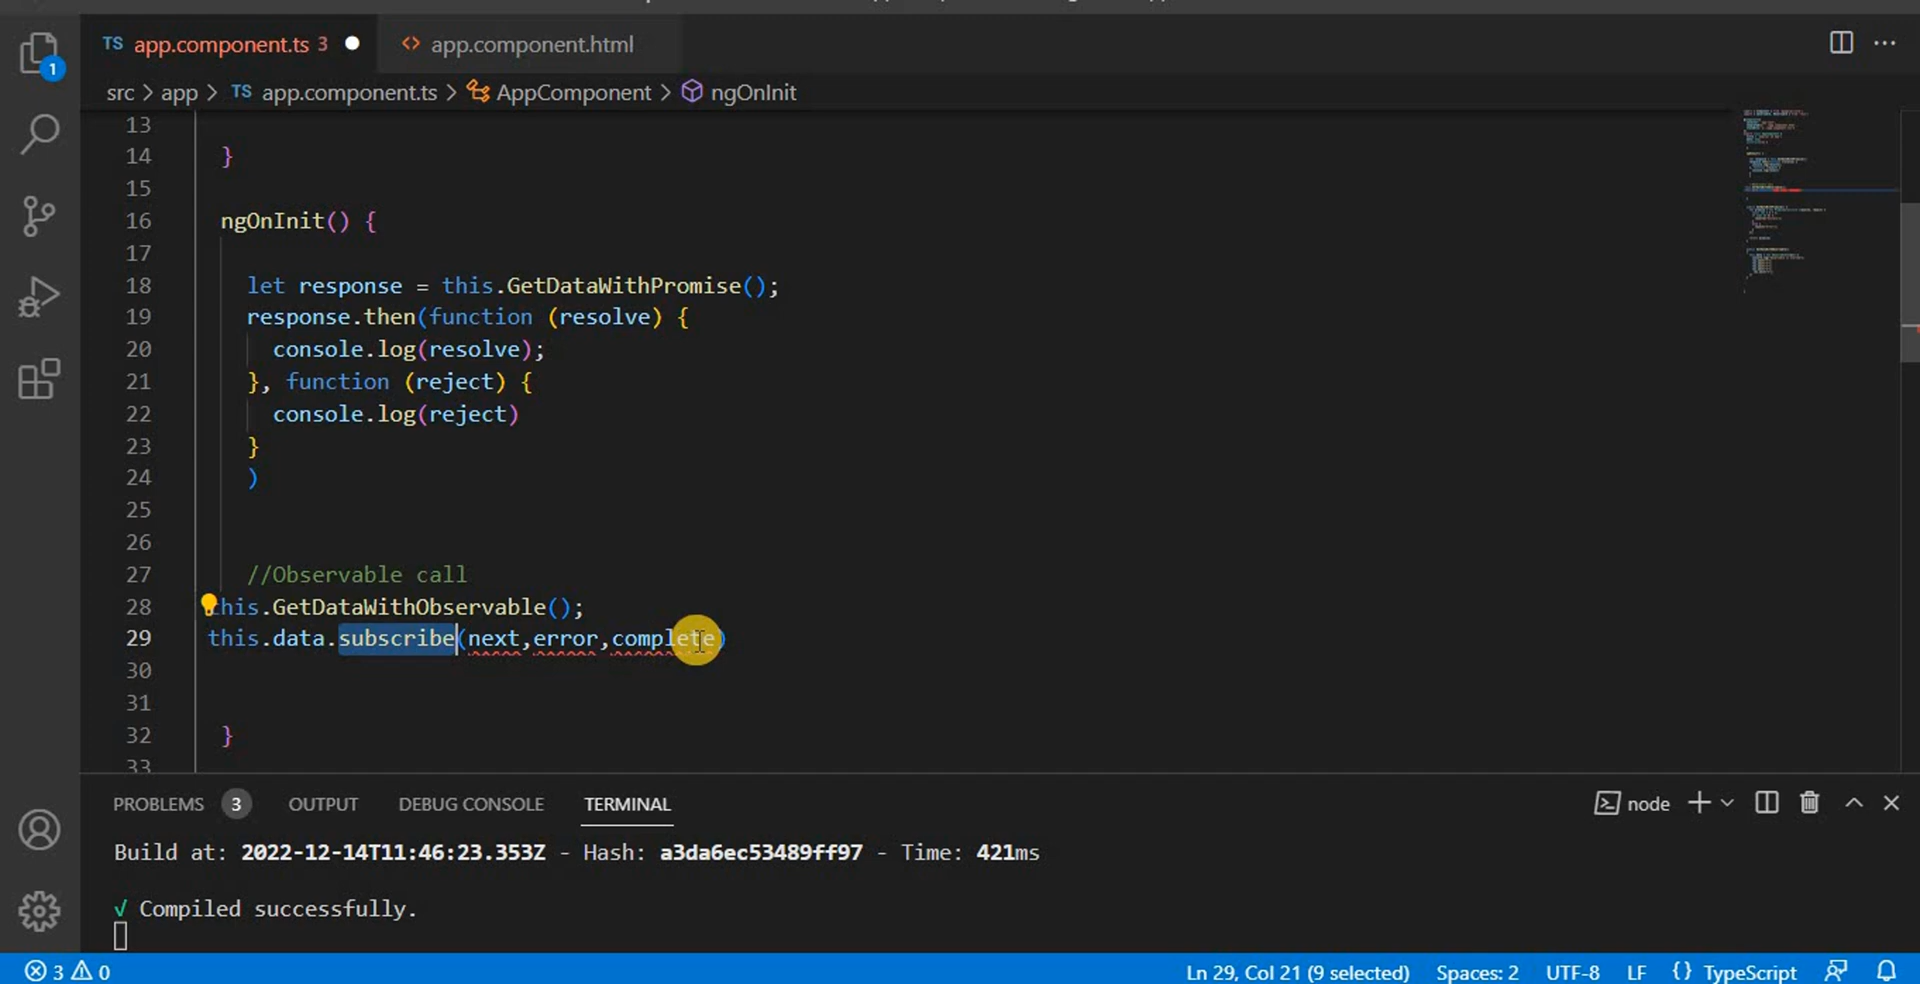 TS app.component.ts 3
<> app.component.html
src > app > TS app.component.ts > AppComponent > ngOnInit
1
13
14 }
15
16 ngOnInit() {
17
18 let response = this.GetDataWithPromise();
19 response.then(function (resolve) {
20 console.log(resolve);
21 }, function (reject) {
22 console.log(reject)
23 }
24 )
25
26
27 //Observable call
28 this.GetDataWithObservable();
29 this.data.subscribe(next,error,complete)
30
31
32 }
33
PROBLEMS 3 OUTPUT DEBUG CONSOLE TERMINAL
node
Build at: 2022-12-14T11:46:23.353Z - Hash: a3da6ec53489ff97 - Time: 421ms
√ Compiled successfully.
3 0
Ln 29, Col 21 (9 selected) Spaces: 2 UTF-8 LF {} TypeScript